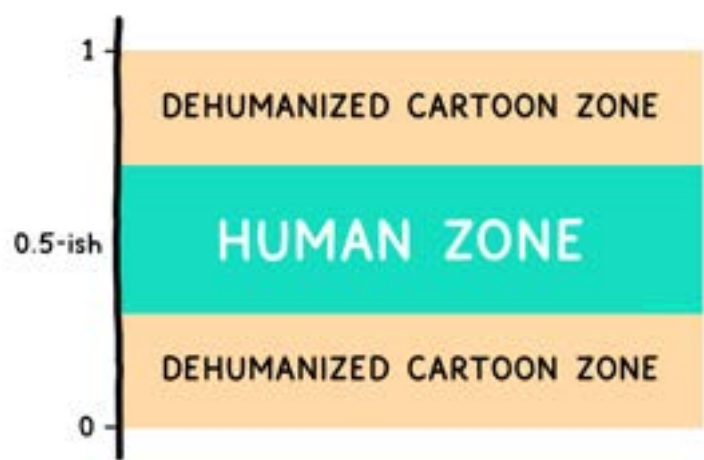 1
DEHUMANIZED CARTOON ZONE
0.5-ish
HUMAN ZONE
DEHUMANIZED CARTOON ZONE
0